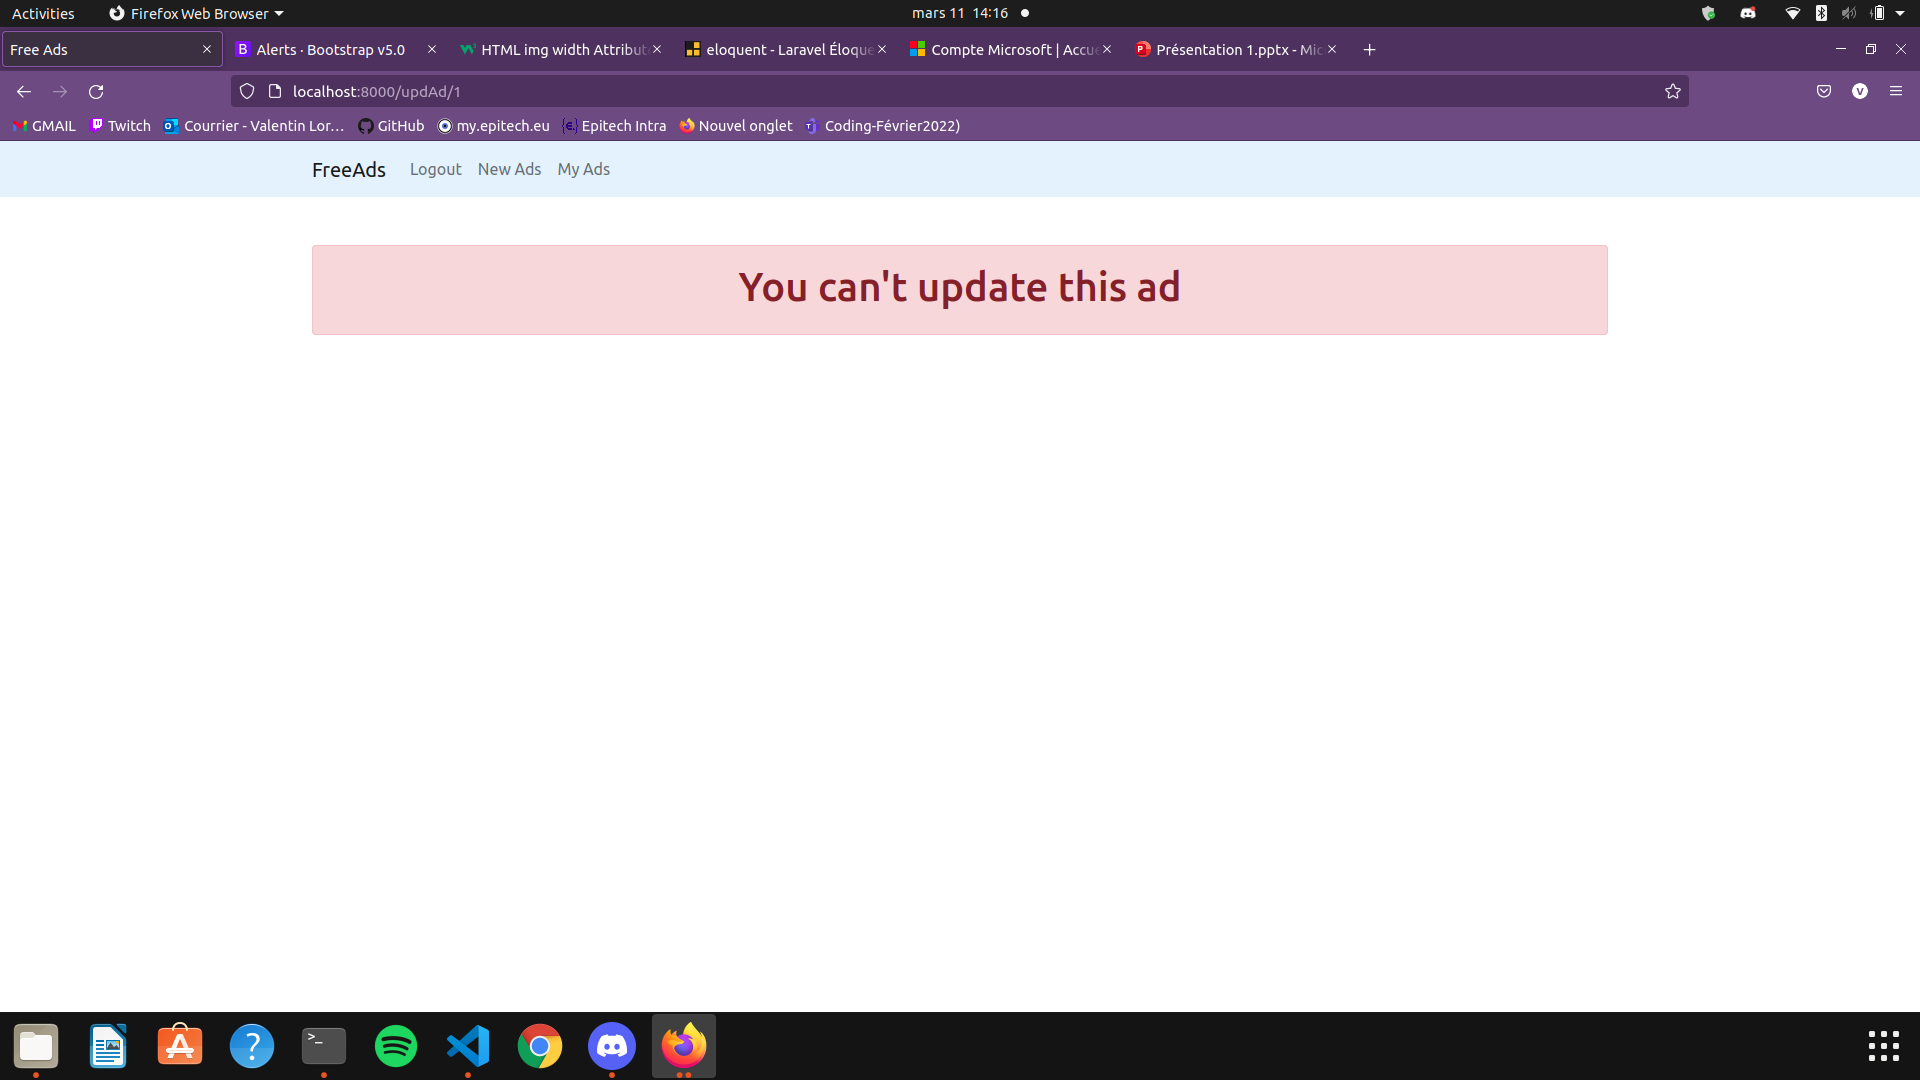 Activities Firefox Web Browser mars 11 14:16
Free Ads Alerts · Bootstrap v5.0 HTML img width Attribut eloquent - Laravel Éloque Compte Microsoft | Accue Présentation 1.pptx - Mic
localhost:8000/updAd/1
GMAIL Twitch Courrier - Valentin Lor… GitHub my.epitech.eu Epitech Intra Nouvel onglet Coding-Février2022)
FreeAds Logout New Ads My Ads
You can't update this ad